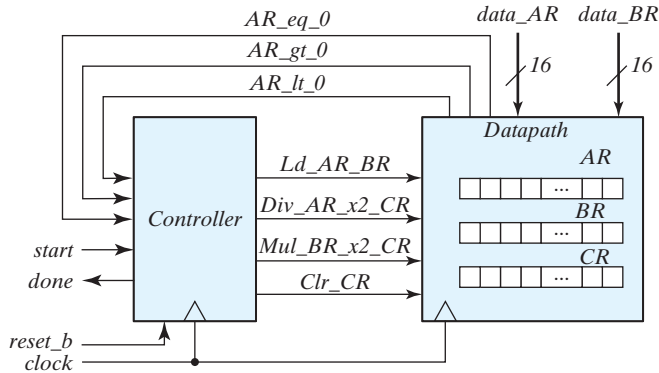 AR_eq_0
data_AR
data_BR
AR_gt_0
16
16
AR_lt_0
Datapath
AR
Ld_AR_BR
...
Controller
Div_AR_x2_CR
BR
...
start
Mul_BR_x2_CR
CR
done
Clr_CR
...
reset_b
clock